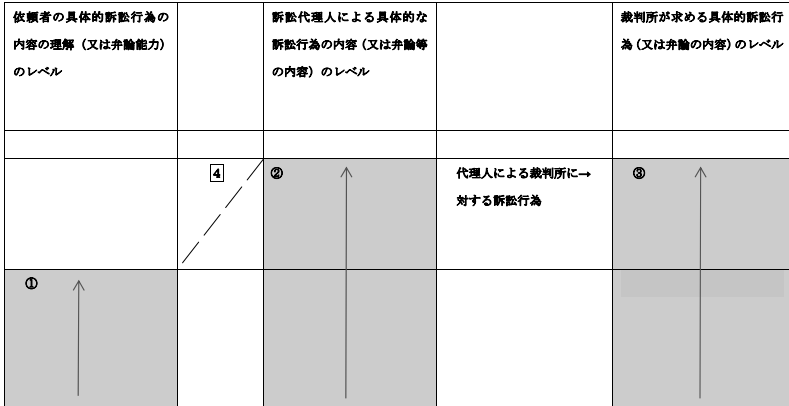 依頼者の具体的訴訟行為の
内容の理解（又は弁論能力）
のレベル
訴訟代理人による具体的な
訴訟行為の内容（又は弁論等
の内容）のレベル
裁判所が求める具体的訴訟行
為（又は弁論の内容）のレベル
4
②
代理人による裁判所に→
対する訴訟行為
③
①